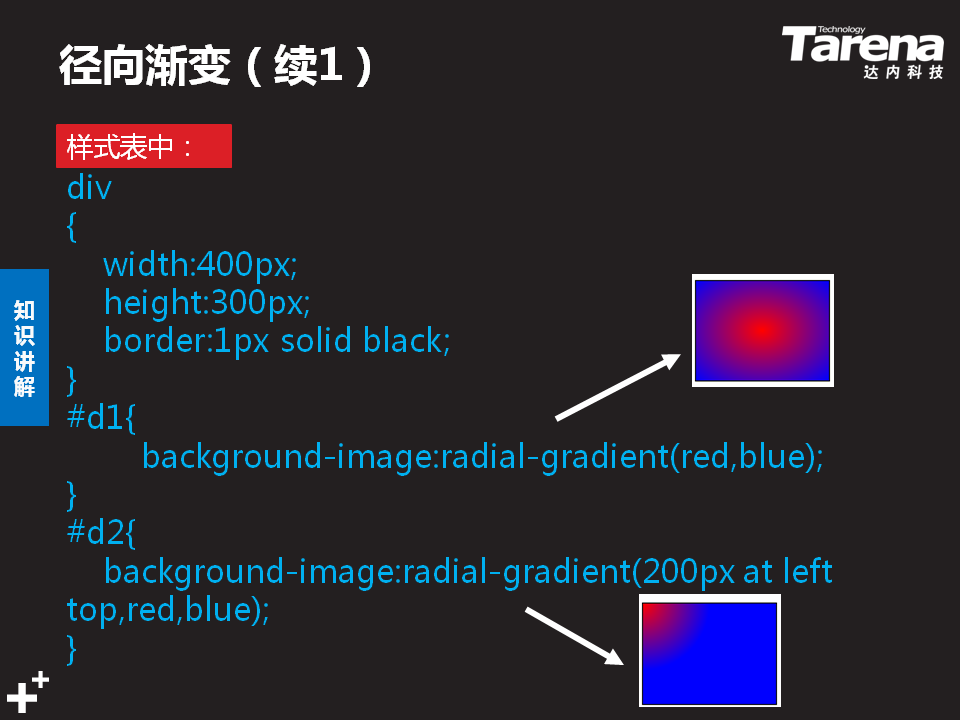 径向渐变（续1）
Technology
Tarena
达内科技
样式表中：
div
{
width:400px;
height:300px;
border:1px solid black;
}
#d1{
background-image:radial-gradient(red,blue);
}
#d2{
background-image:radial-gradient(200px at left
top,red,blue);
}
知识讲解